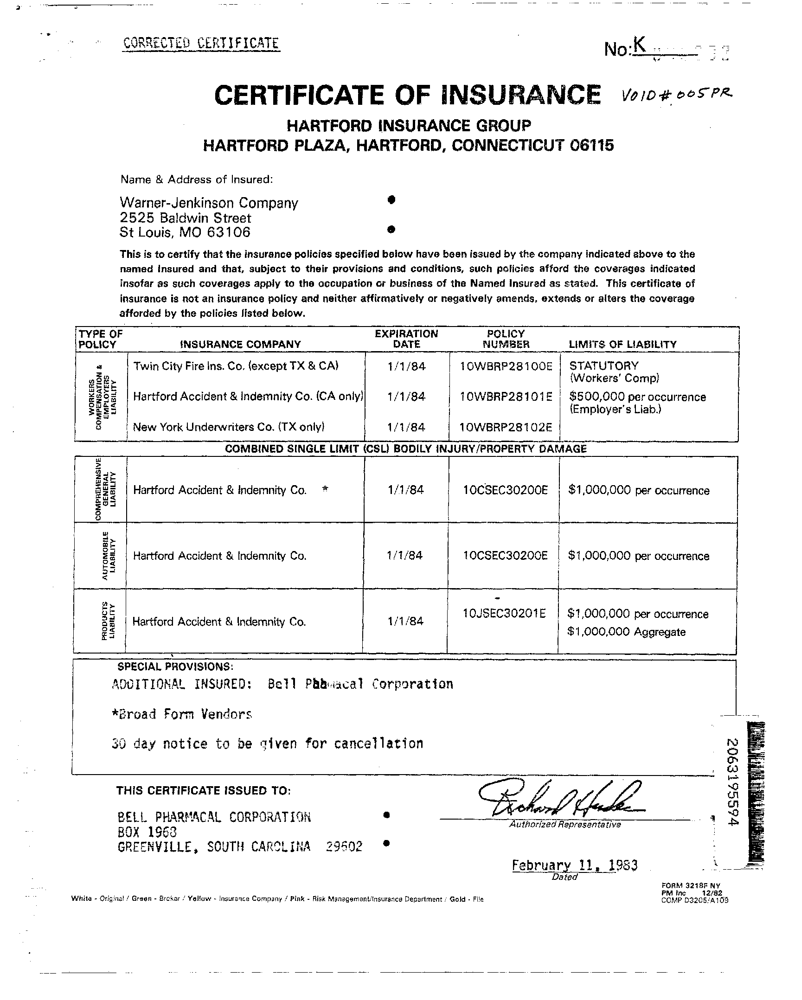 CORRECTED CERTIFICATE
No: K
CERTIFICATE OF INSURANCE VOID # 005PR
HARTFORD INSURANCE GROUP
HARTFORD PLAZA, HARTFORD, CONNECTICUT 06115
Name & Address of Insured:
Warner-Jenkinson Company
2525 Baldwin Street
St Louis, MO 63106
This is to certify that the insurance policies specified below have been issued by the company indicated above to the
named Insured and that, subject to their provisions and conditions, such policies afford the coverages indicated
insofar as such coverages apply to the occupation or business of the Named Insured as stated. This certificate of
insurance is not an insurance policy and neither affirmatively or negatively amends, extends or alters the coverage
afforded by the policies listed below.
TYPE OF POLICY INSURANCE COMPANY EXPIRATION DATE POLICY NUMBER LIMITS OF LIABILITY
WORKERS COMPENSATION & EMPLOYERS LIABILITY
Twin City Fire Ins. Co. (except TX & CA) 1/1/84 10WBRP28100E STATUTORY (Workers' Comp)
Hartford Accident & Indemnity Co. (CA only) 1/1/84 10WBRP28101E $500,000 per occurrence (Employer's Liab.)
New York Underwriters Co. (TX only) 1/1/84 10WBRP28102E
COMBINED SINGLE LIMIT (CSL) BODILY INJURY/PROPERTY DAMAGE
COMPREHENSIVE GENERAL LIABILITY
Hartford Accident & Indemnity Co. * 1/1/84 10CSEC30200E $1,000,000 per occurrence
AUTOMOBILE LIABILITY
Hartford Accident & Indemnity Co. 1/1/84 10CSEC30200E $1,000,000 per occurrence
PRODUCTS LIABILITY
Hartford Accident & Indemnity Co. 1/1/84 10JSEC30201E $1,000,000 per occurrence
$1,000,000 Aggregate
SPECIAL PROVISIONS:
ADDITIONAL INSURED: Bell Corporation
*Broad Form Vendors
30 day notice to be given for cancellation
2063195594
THIS CERTIFICATE ISSUED TO:
BELL PHARMACAL CORPORATION
BOX 1968
GREENVILLE, SOUTH CAROLINA 29602
Authorized Representative
February 11, 1983
Dated
FORM 3218F NY
PM Inc 12/82
COMP D3205/A109
White - Original / Green - Broker / Yellow - Insurance Company / Pink - Risk Management/Insurance Department / Gold - File